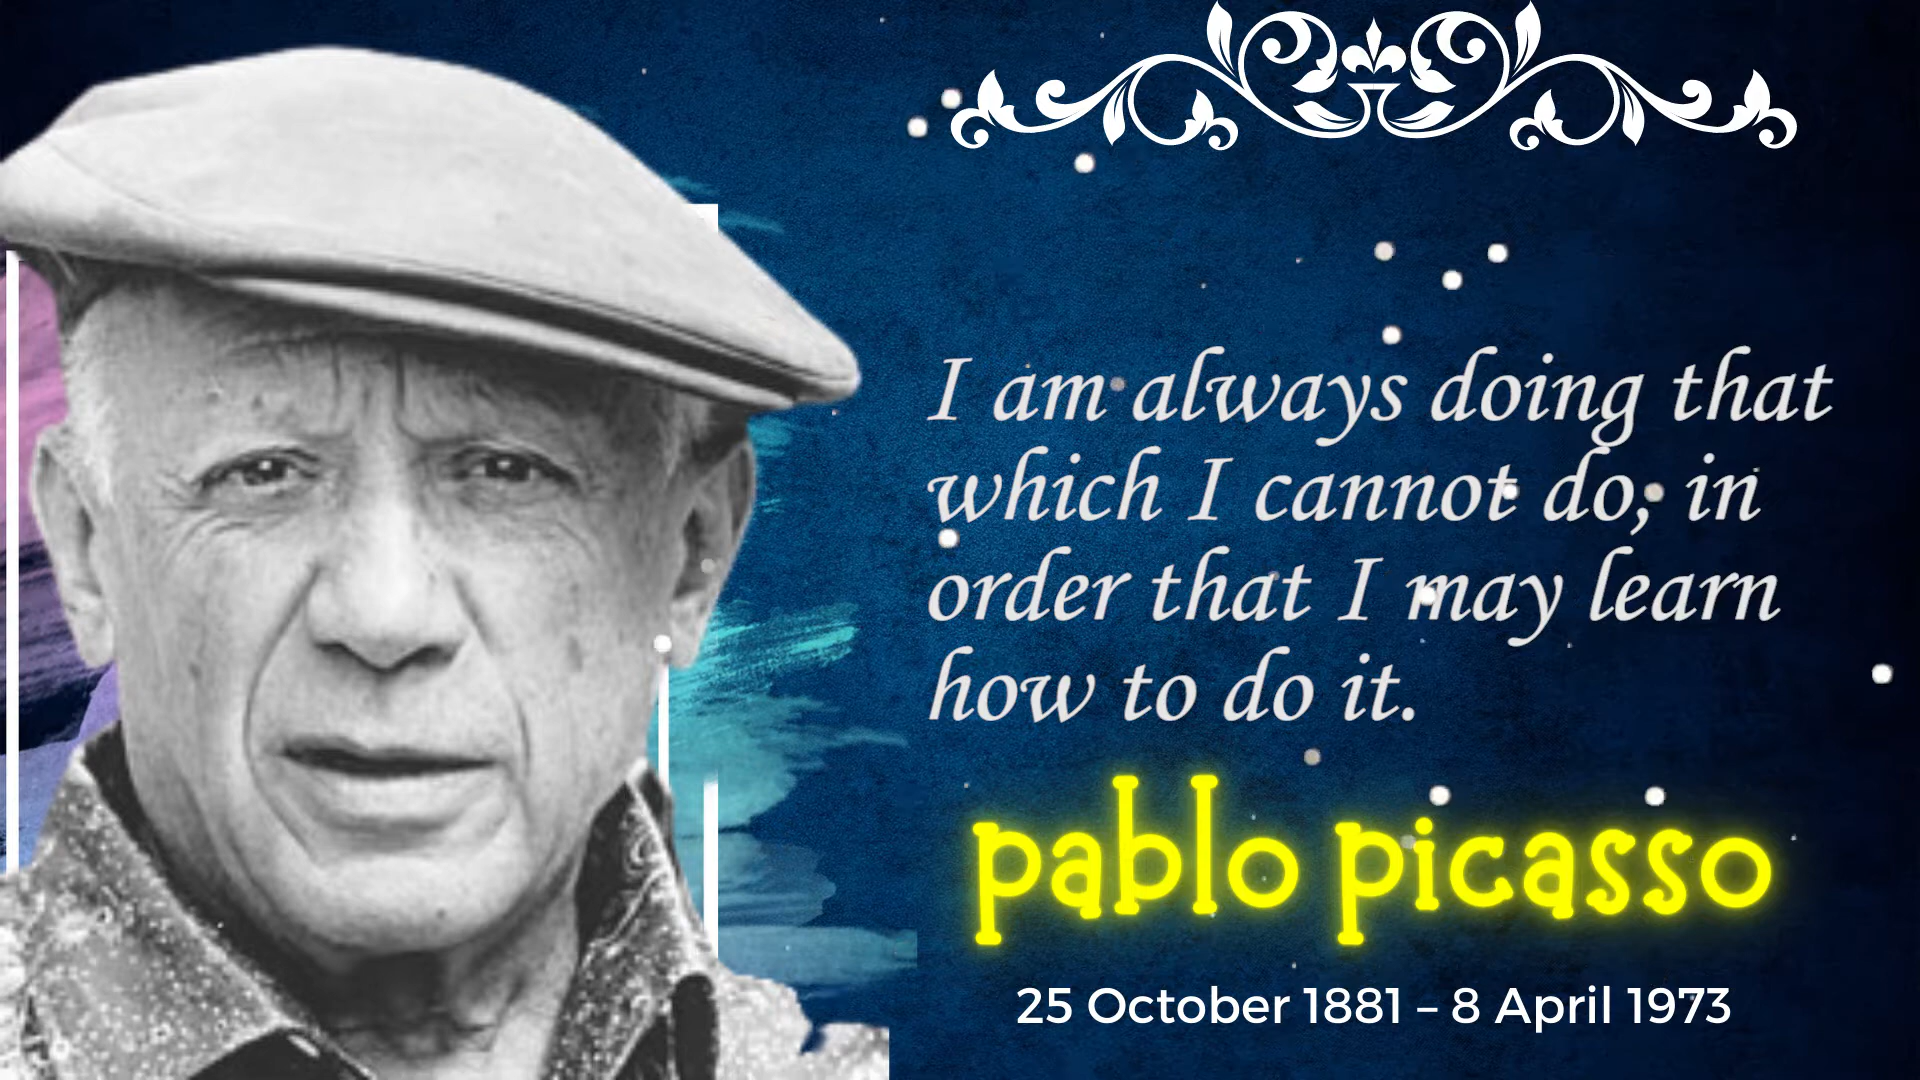 I am always doing that
which I cannot do, in
order that I may learn
how to do it.
pablo picasso
25 October 1881 – 8 April 1973